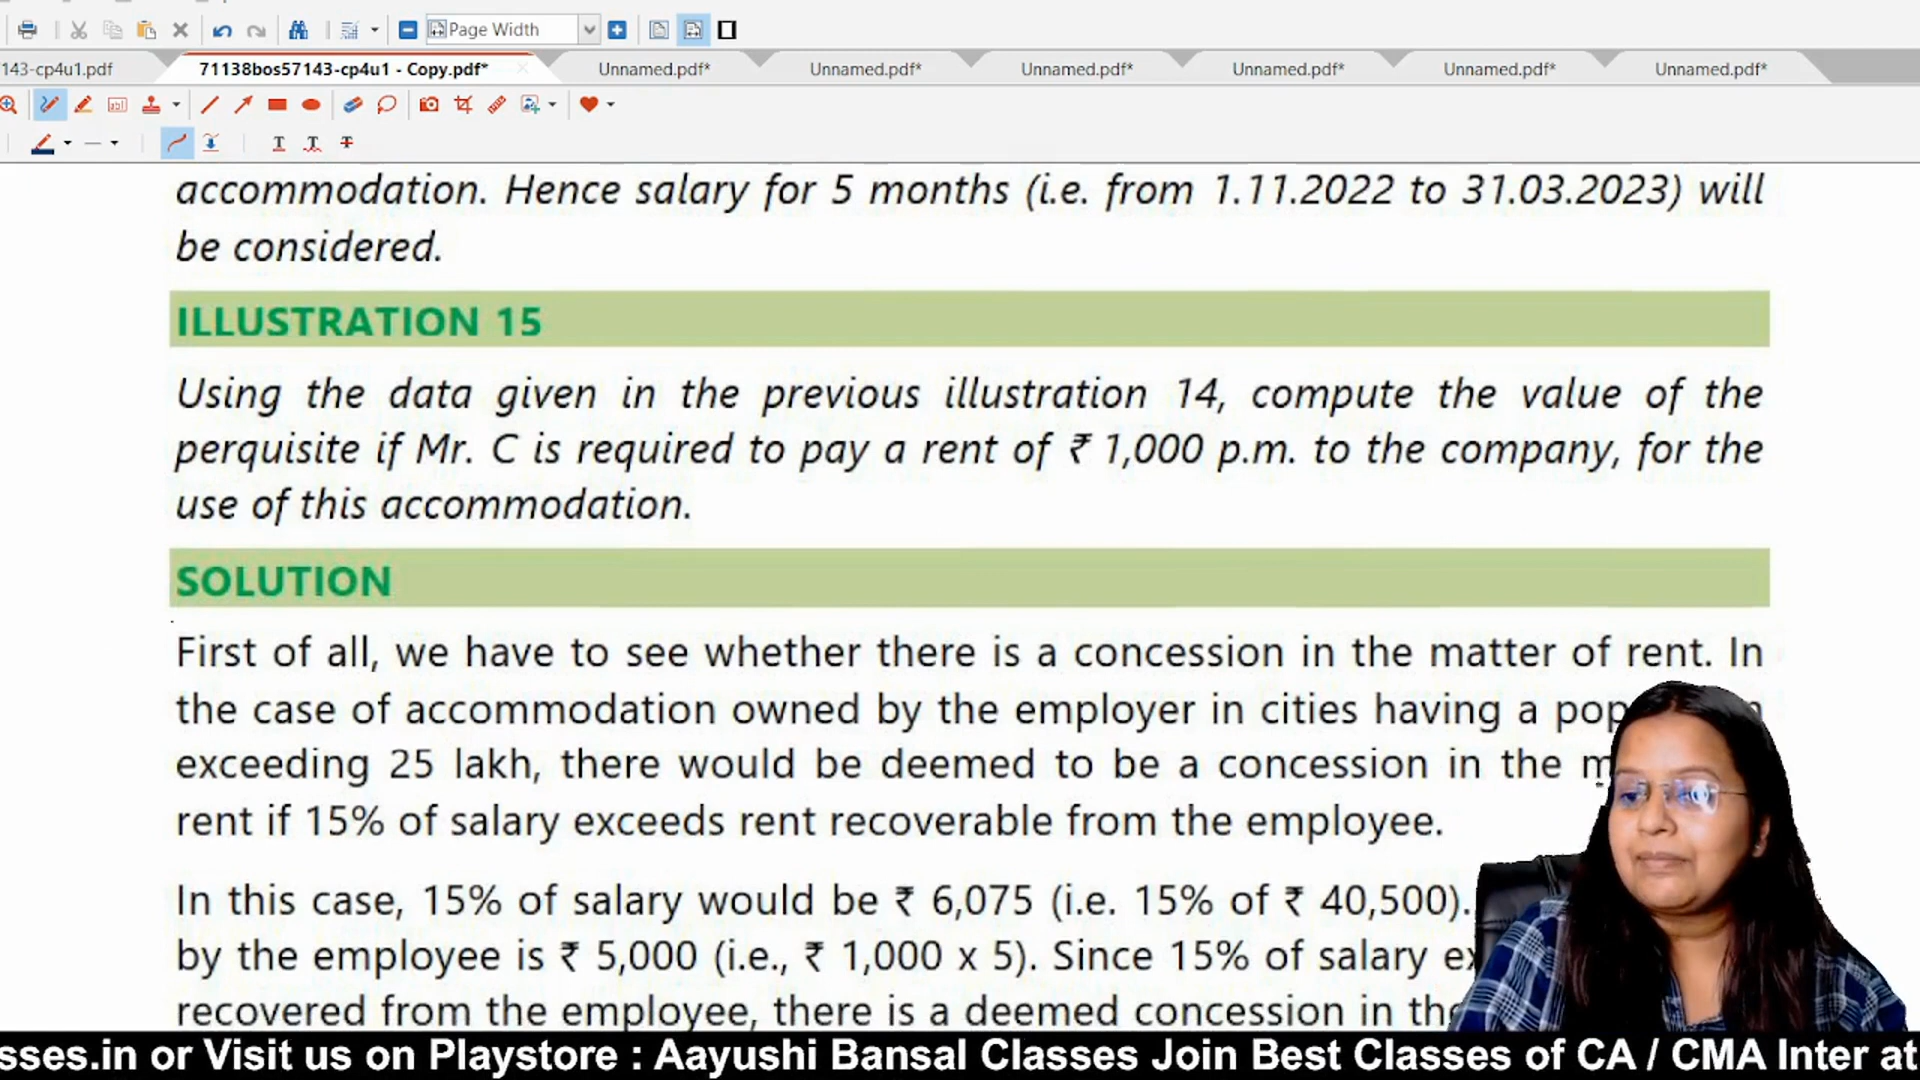 Page Width
143-cp4u1.pdf 71138bos57143-cp4u1 - Copy.pdf* Unnamed.pdf* Unnamed.pdf* Unnamed.pdf* Unnamed.pdf* Unnamed.pdf* Unnamed.pdf*
accommodation. Hence salary for 5 months (i.e. from 1.11.2022 to 31.03.2023) will
be considered.
ILLUSTRATION 15
Using the data given in the previous illustration 14, compute the value of the
perquisite if Mr. C is required to pay a rent of ₹ 1,000 p.m. to the company, for the
use of this accommodation.
SOLUTION
First of all, we have to see whether there is a concession in the matter of rent. In
the case of accommodation owned by the employer in cities having a
exceeding 25 lakh, there would be deemed to be a concession in the
rent if 15% of salary exceeds rent recoverable from the employee.
In this case, 15% of salary would be ₹ 6,075 (i.e. 15% of ₹ 40,500).
by the employee is ₹ 5,000 (i.e., ₹ 1,000 x 5). Since 15% of salary
recovered from the employee, there is a deemed concession in
sses.in or Visit us on Playstore : Aayushi Bansal Classes Join Best Classes of CA / CMA Inter at